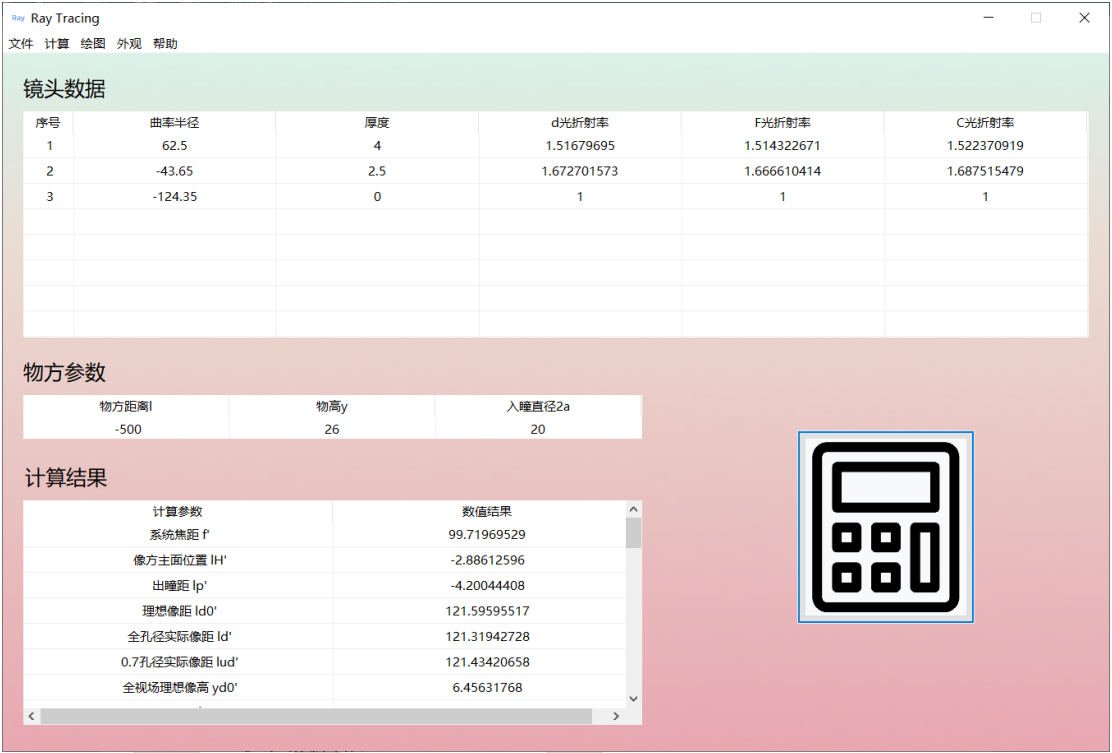 Ray Ray Tracing
文件 计算 绘图 外观 帮助
镜头数据
序号 曲率半径 厚度 d光折射率 F光折射率 C光折射率
1 62.5 4 1.51679695 1.514322671 1.522370919
2 -43.65 2.5 1.672701573 1.666610414 1.687515479
3 -124.35 0 1 1 1
物方参数
物方距离l 物高y 入瞳直径2a
-500 26 20
计算结果
计算参数 数值结果
系统焦距 f' 99.71969529
像方主面位置 lH' -2.88612596
出瞳距 lp' -4.20044408
理想像距 ld0' 121.59595517
全孔径实际像距 ld' 121.31942728
0.7孔径实际像距 lud' 121.43420658
全视场理想像高 yd0' 6.45631768